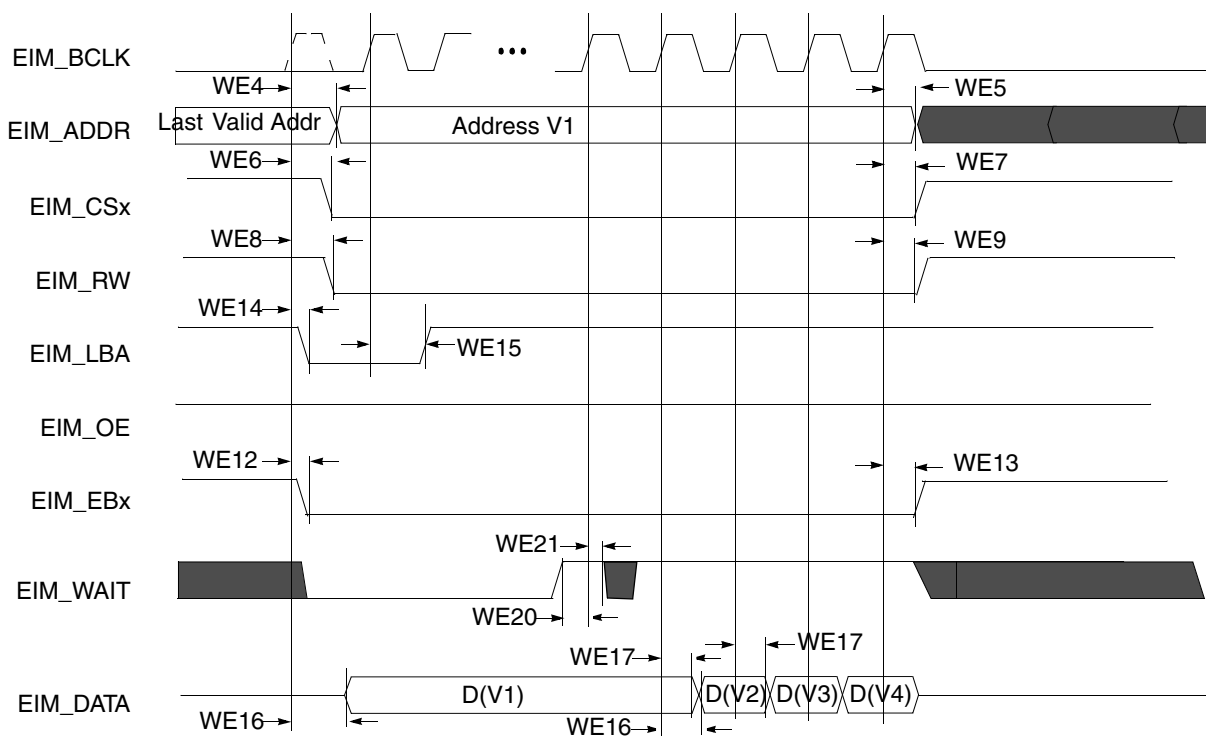 EIM_BCLK
•••
WE4
WE5
EIM_ADDR
Last Valid Addr
Address V1
WE6
WE7
EIM_CSx
WE8
WE9
EIM_RW
WE14
EIM_LBA
WE15
EIM_OE
WE12
WE13
EIM_EBx
WE21
EIM_WAIT
WE20
WE17
WE17
EIM_DATA
D(V1)
D(V2)
D(V3)
D(V4)
WE16
WE16